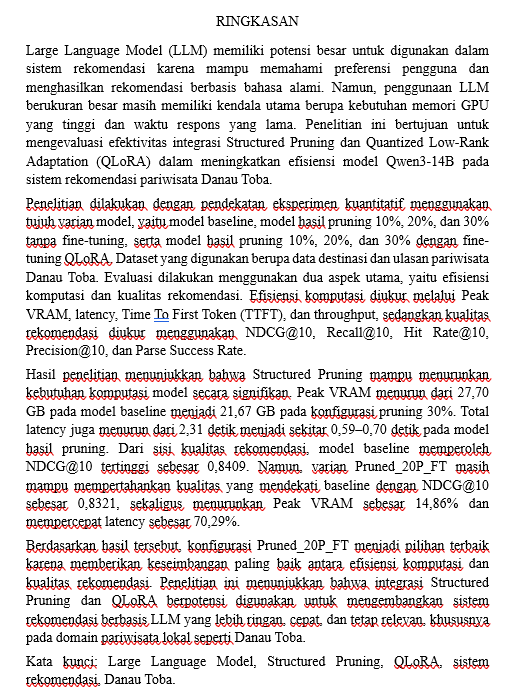 RINGKASAN
Large Language Model (LLM) memiliki potensi besar untuk digunakan dalam
sistem rekomendasi karena mampu memahami preferensi pengguna dan
menghasilkan rekomendasi berbasis bahasa alami. Namun, penggunaan LLM
berukuran besar masih memiliki kendala utama berupa kebutuhan memori GPU
yang tinggi dan waktu respons yang lama. Penelitian ini bertujuan untuk
mengevaluasi efektivitas integrasi Structured Pruning dan Quantized Low-Rank
Adaptation (QLoRA) dalam meningkatkan efisiensi model Qwen3-14B pada
sistem rekomendasi pariwisata Danau Toba.
Penelitian dilakukan dengan pendekatan eksperimen kuantitatif menggunakan
tujuh varian model, yaitu model baseline, model hasil pruning 10%, 20%, dan 30%
tanpa fine-tuning, serta model hasil pruning 10%, 20%, dan 30% dengan fine-
tuning QLoRA. Dataset yang digunakan berupa data destinasi dan ulasan pariwisata
Danau Toba. Evaluasi dilakukan menggunakan dua aspek utama, yaitu efisiensi
komputasi dan kualitas rekomendasi. Efisiensi komputasi diukur melalui Peak
VRAM, latency, Time To First Token (TTFT), dan throughput, sedangkan kualitas
rekomendasi diukur menggunakan NDCG@10, Recall@10, Hit Rate@10,
Precision@10, dan Parse Success Rate.
Hasil penelitian menunjukkan bahwa Structured Pruning mampu menurunkan
kebutuhan komputasi model secara signifikan. Peak VRAM menurun dari 27,70
GB pada model baseline menjadi 21,67 GB pada konfigurasi pruning 30%. Total
latency juga menurun dari 2,31 detik menjadi sekitar 0,59–0,70 detik pada model
hasil pruning. Dari sisi kualitas rekomendasi, model baseline memperoleh
NDCG@10 tertinggi sebesar 0,8409. Namun, varian Pruned_20P_FT masih
mampu mempertahankan kualitas yang mendekati baseline dengan NDCG@10
sebesar 0,8321, sekaligus menurunkan Peak VRAM sebesar 14,86% dan
mempercepat latency sebesar 70,29%.
Berdasarkan hasil tersebut, konfigurasi Pruned_20P_FT menjadi pilihan terbaik
karena memberikan keseimbangan paling baik antara efisiensi komputasi dan
kualitas rekomendasi. Penelitian ini menunjukkan bahwa integrasi Structured
Pruning dan QLoRA berpotensi digunakan untuk mengembangkan sistem
rekomendasi berbasis LLM yang lebih ringan, cepat, dan tetap relevan, khususnya
pada domain pariwisata lokal seperti Danau Toba.
Kata kunci: Large Language Model, Structured Pruning, QLoRA, sistem
rekomendasi, Danau Toba.